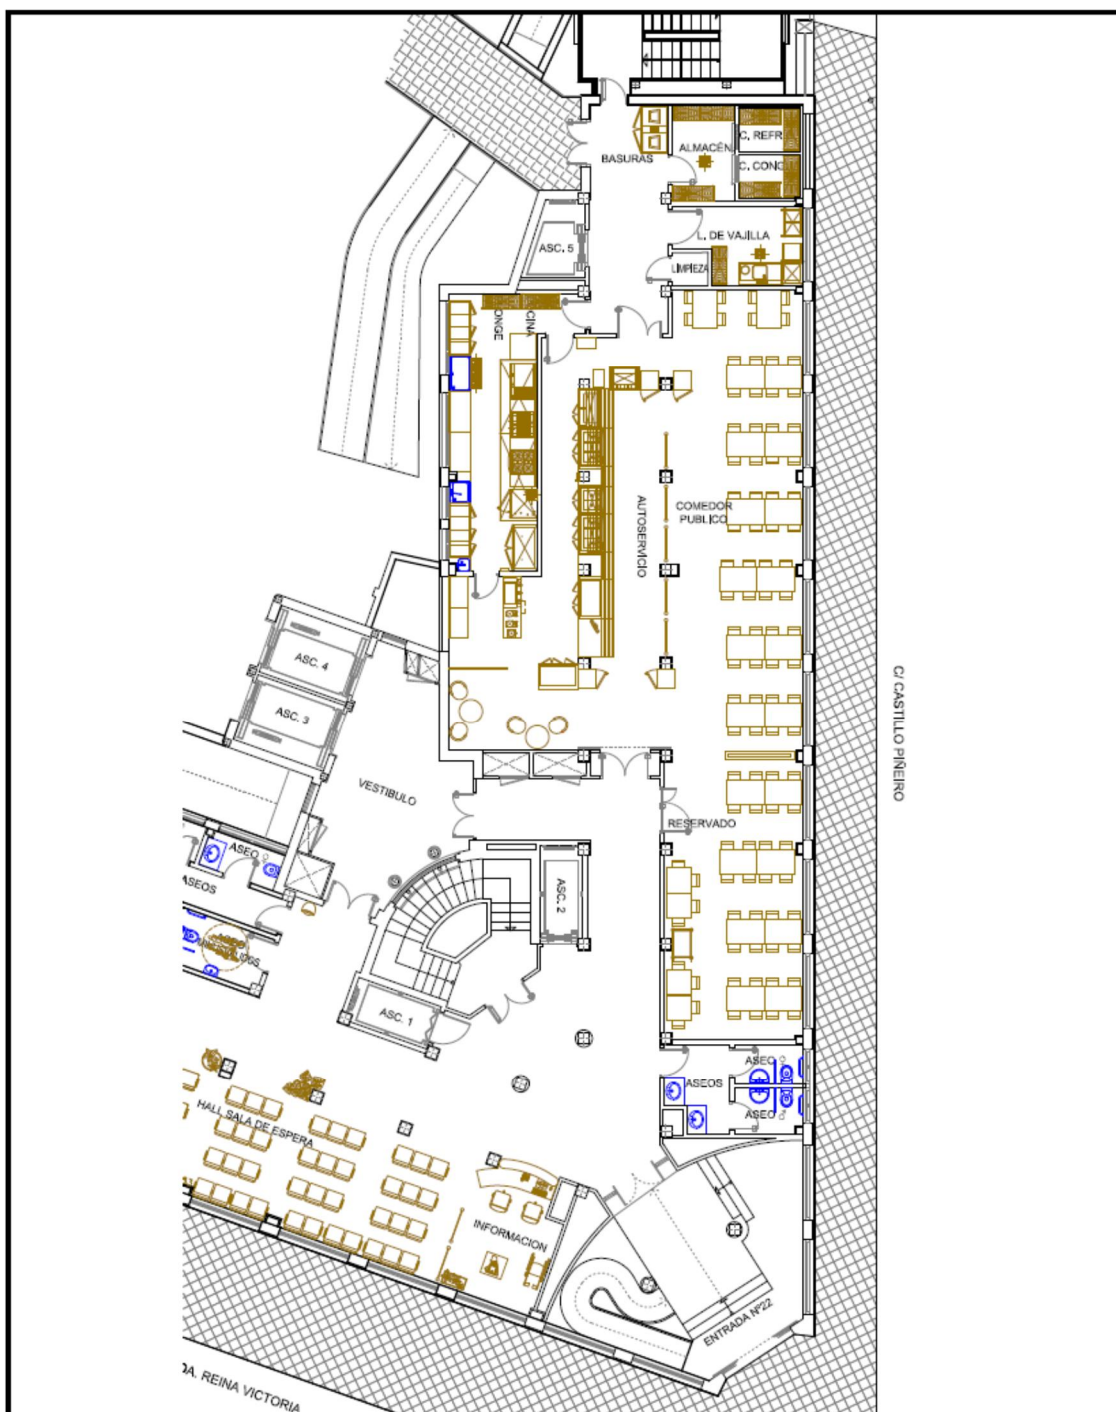 C. REFR
ALMACÉN
BASURAS
C. CONG
L. DE VAJILLA
ASC. 5
LIMPIEZA
AUTOSERVICIO
COMEDOR
PUBLICO
ASC. 4
ASC. 3
C/ CASTILLO PIÑEIRO
VESTIBULO
RESERVADO
ASEO
ASEOS
ASC. 2
ASC. 1
ASEO
ASEOS
ASEO
HALL SALA DE ESPERA
INFORMACION
ENTRADA Nº22
DA. REINA VICTORIA